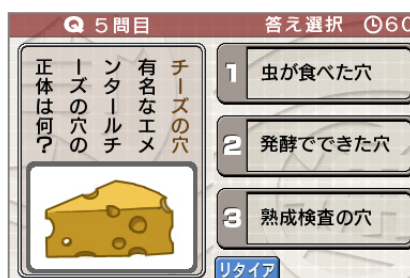 Q 5問目
答え選択 60
チーズの穴
有名なエメ
ンタールチ
ーズの穴の
正体は何?
1 虫が食べた穴
2 発酵でできた穴
3 熟成検査の穴
リタイア